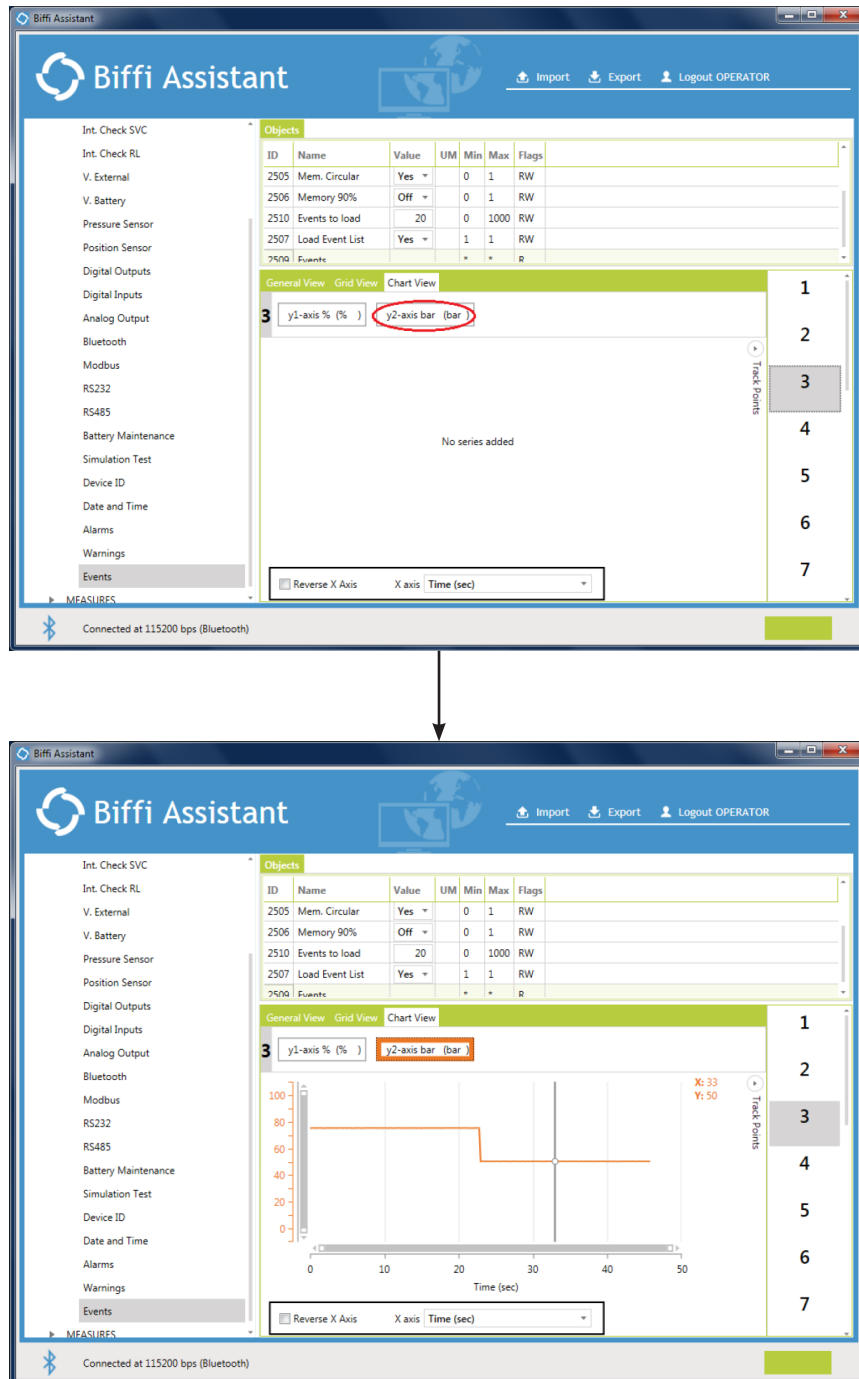 Biffi Assistant
Biffi Assistant
Import Export Logout OPERATOR
Int. Check SVC
Int. Check RL
V. External
V. Battery
Pressure Sensor
Position Sensor
Digital Outputs
Digital Inputs
Analog Output
Bluetooth
Modbus
RS232
RS485
Battery Maintenance
Simulation Test
Device ID
Date and Time
Alarms
Warnings
Events
MEASURES
Objects
ID Name Value UM Min Max Flags
2505 Mem. Circular Yes 0 1 RW
2506 Memory 90% Off 0 1 RW
2510 Events to load 20 0 1000 RW
2507 Load Event List Yes 1 1 RW
2509 Events * * R
General View Grid View Chart View
3 y1-axis % (% ) y2-axis bar (bar )
Track Points
No series added
Reverse X Axis X axis Time (sec)
1
2
3
4
5
6
7
Connected at 115200 bps (Bluetooth)
Biffi Assistant
Biffi Assistant
Import Export Logout OPERATOR
Int. Check SVC
Int. Check RL
V. External
V. Battery
Pressure Sensor
Position Sensor
Digital Outputs
Digital Inputs
Analog Output
Bluetooth
Modbus
RS232
RS485
Battery Maintenance
Simulation Test
Device ID
Date and Time
Alarms
Warnings
Events
MEASURES
Objects
ID Name Value UM Min Max Flags
2505 Mem. Circular Yes 0 1 RW
2506 Memory 90% Off 0 1 RW
2510 Events to load 20 0 1000 RW
2507 Load Event List Yes 1 1 RW
2509 Events * * R
General View Grid View Chart View
3 y1-axis % (% ) y2-axis bar (bar )
X: 33
Y: 50
Track Points
100
80
60
40
20
0
0 10 20 30 40 50
Time (sec)
Reverse X Axis X axis Time (sec)
1
2
3
4
5
6
7
Connected at 115200 bps (Bluetooth)